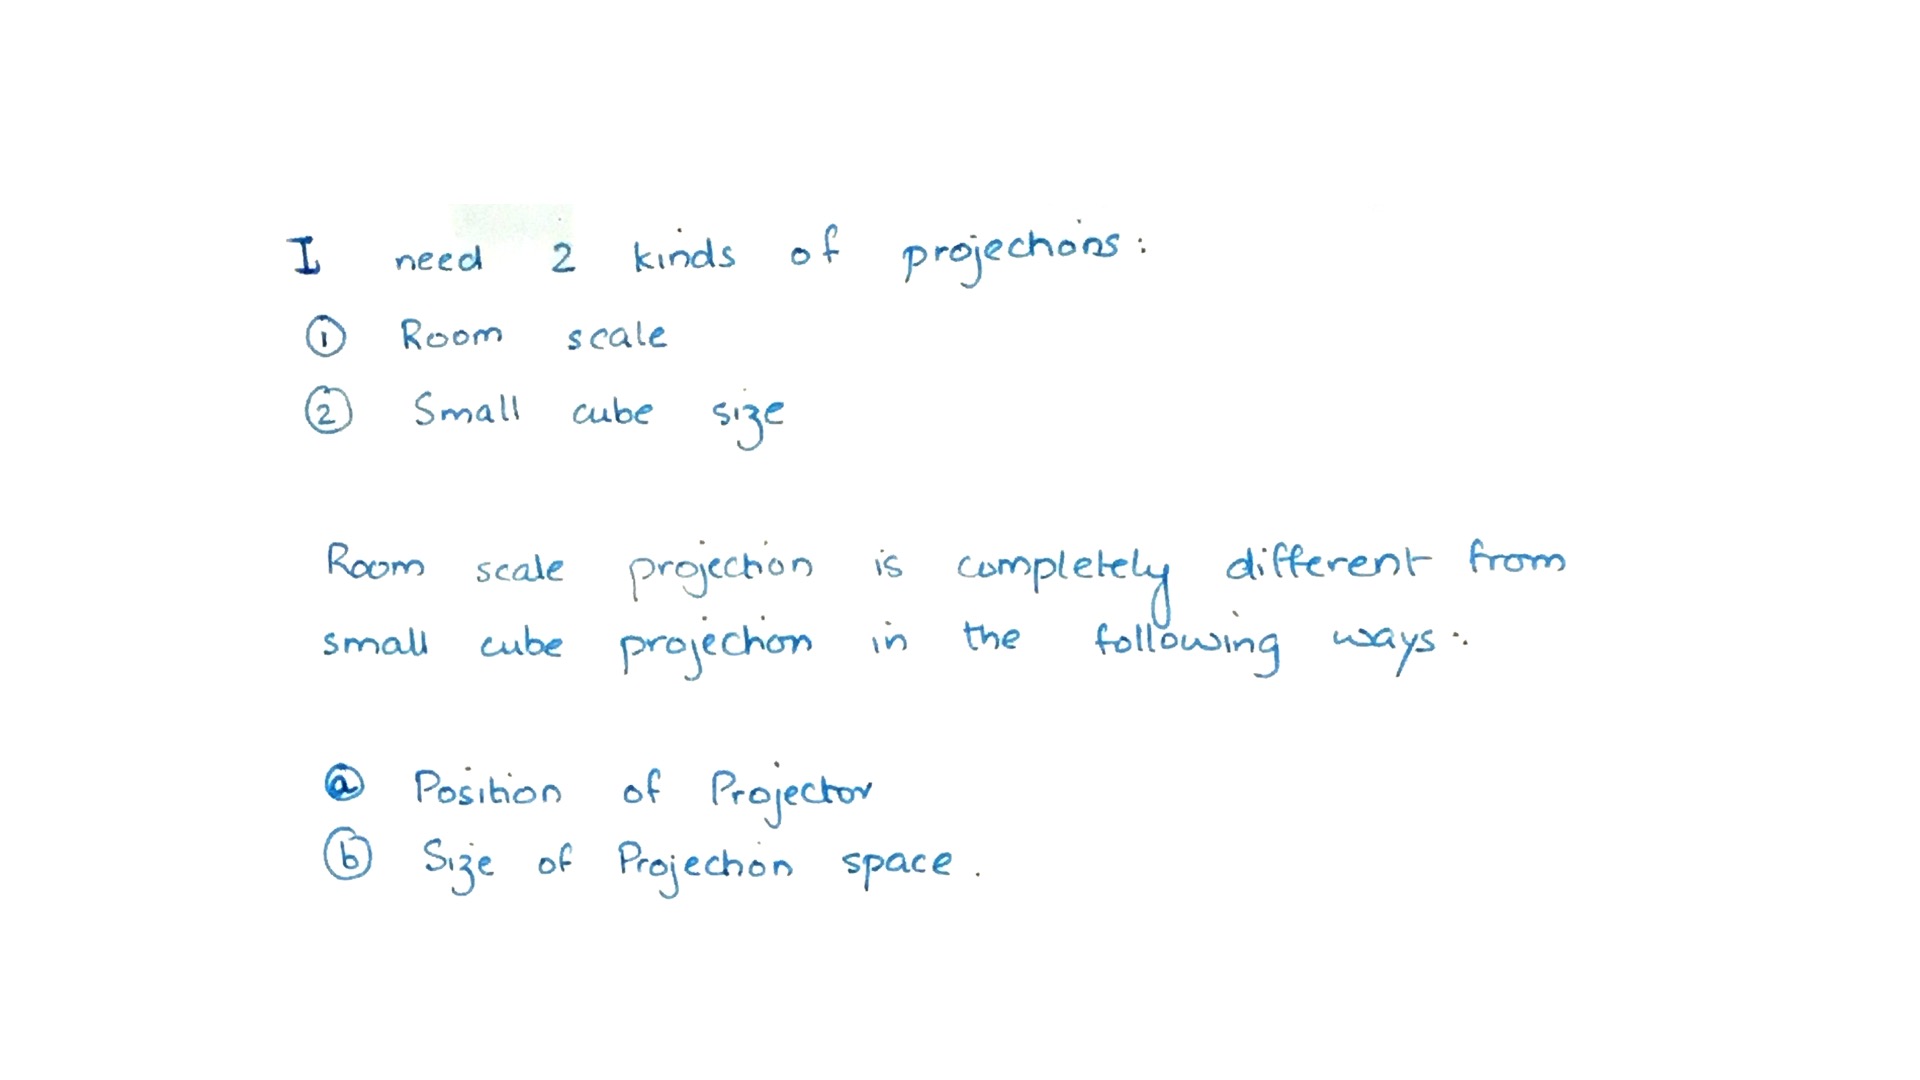 I need 2 kinds of projections:
① Room scale
② Small cube size
Room scale projection is completely different from
small cube projection in the following ways:
ⓐ Position of Projector
ⓑ Size of Projection space.